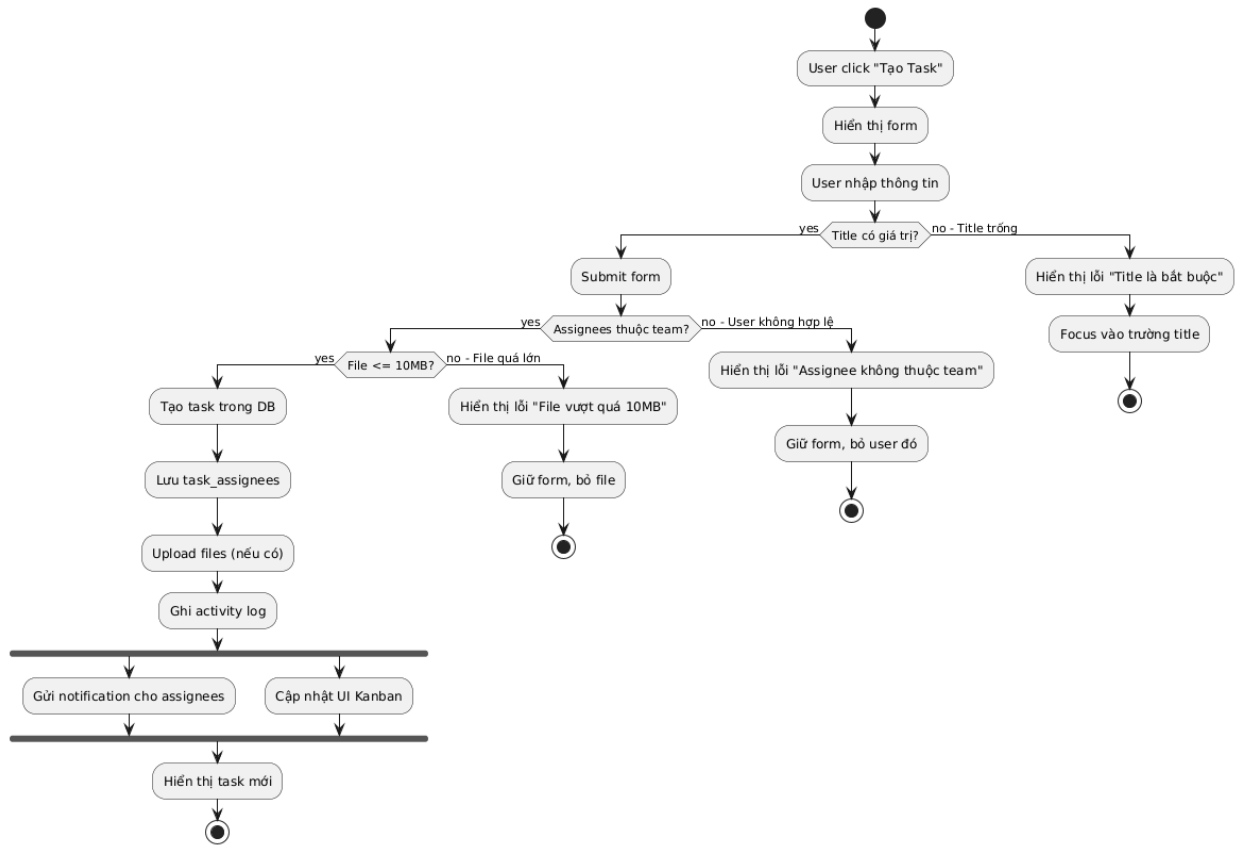 User click "Tạo Task"
Hiển thị form
User nhập thông tin
yes
Title có giá trị?
no - Title trống
Submit form
Hiển thị lỗi "Title là bắt buộc"
yes
Assignees thuộc team?
no - User không hợp lệ
Focus vào trường title
yes
File <= 10MB?
no - File quá lớn
Hiển thị lỗi "Assignee không thuộc team"
Tạo task trong DB
Hiển thị lỗi "File vượt quá 10MB"
Giữ form, bỏ user đó
Lưu task_assignees
Giữ form, bỏ file
Upload files (nếu có)
Ghi activity log
Gửi notification cho assignees
Cập nhật UI Kanban
Hiển thị task mới